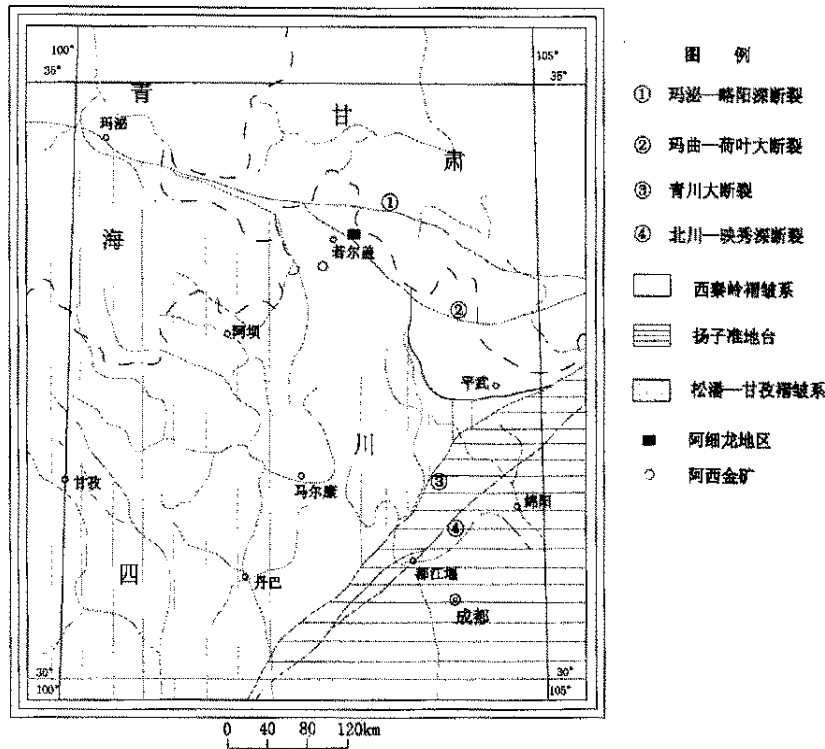 100°
105°
35°
35°
青
甘
肃
玛泌
①
海
若尔盖
②
阿坝
平武
川
③
甘孜
马尔康
绵阳
④
四
丹巴
都江堰
成都
30°
30°
100°
105°
0 40 80 120km
图 例
① 玛泌—略阳深断裂
② 玛曲—荷叶大断裂
③ 青川大断裂
④ 北川—映秀深断裂
西秦岭褶皱系
扬子准地台
松潘—甘孜褶皱系
阿细龙地区
阿西金矿